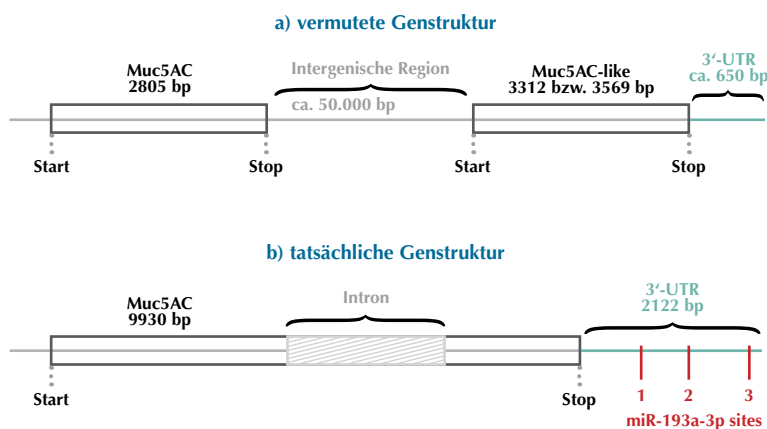 a) vermutete Genstruktur
Muc5AC
2805 bp
Intergenische Region
ca. 50.000 bp
Muc5AC-like
3312 bzw. 3569 bp
3‘-UTR
ca. 650 bp
Start
Stop
Start
Stop
b) tatsächliche Genstruktur
Muc5AC
9930 bp
Intron
3‘-UTR
2122 bp
Start
Stop
1
2
3
miR-193a-3p sites